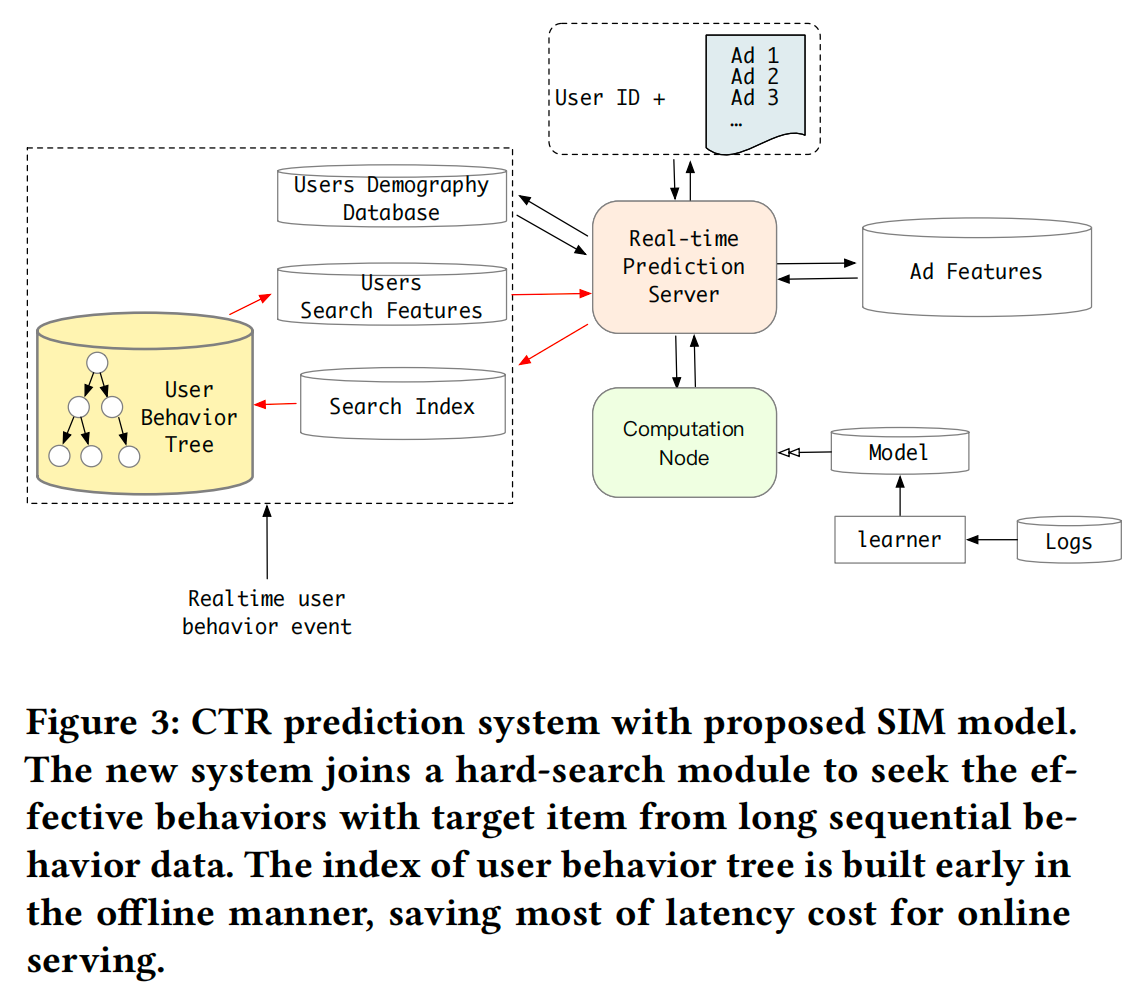 User ID +
Ad 1
Ad 2
Ad 3
…
Users Demography
Database
Users
Search Features
Search Index
User
Behavior
Tree
Real-time
Prediction
Server
Ad Features
Computation
Node
Model
learner
Logs
Realtime user
behavior event
Figure 3: CTR prediction system with proposed SIM model.
The new system joins a hard-search module to seek the ef-
fective behaviors with target item from long sequential be-
havior data. The index of user behavior tree is built early in
the offline manner, saving most of latency cost for online
serving.